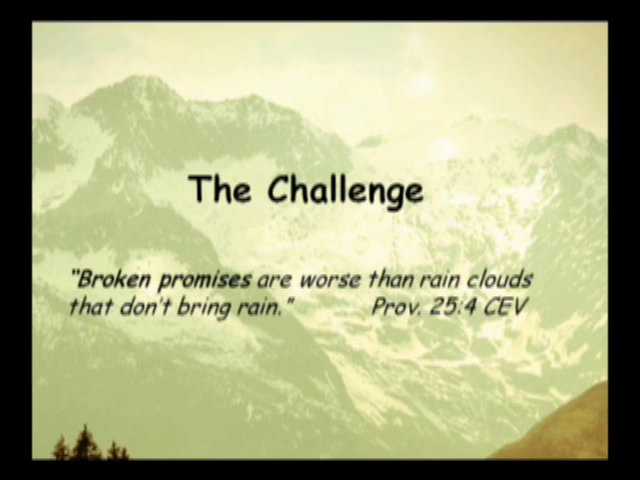 The Challenge
"Broken promises are worse than rain clouds
that don't bring rain." Prov. 25:4 CEV